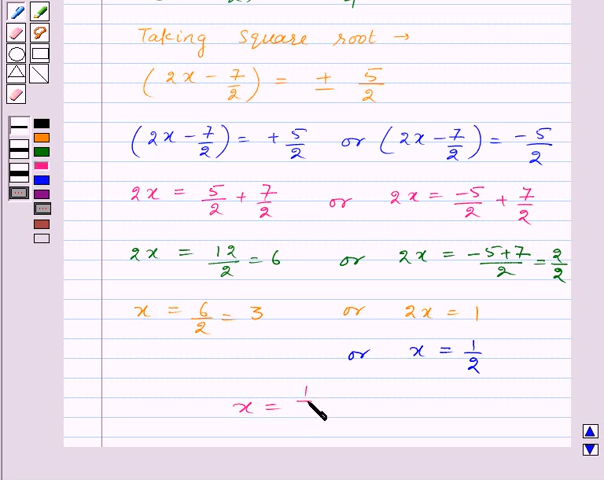 Taking square root →
(2x - 7/2) = ± 5/2
(2x - 7/2) = + 5/2 or (2x - 7/2) = -5/2
2x = 5/2 + 7/2 or 2x = -5/2 + 7/2
2x = 12/2 = 6 or 2x = -5+7/2 = 2/2
x = 6/2 = 3 or 2x = 1
or x = 1/2
x = 1